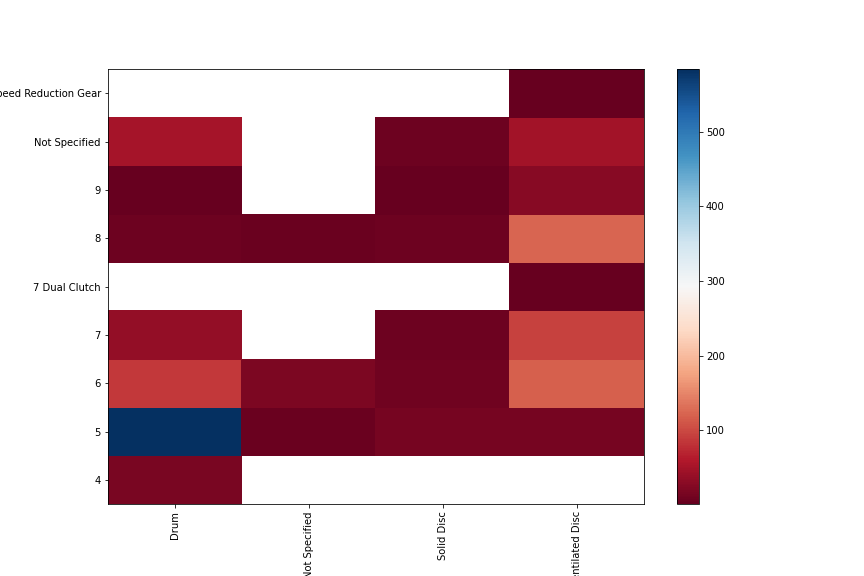 peed Reduction Gear
Not Specified
9
8
7 Dual Clutch
7
6
5
4
Drum
Not Specified
Solid Disc
entilated Disc
500
400
300
200
100